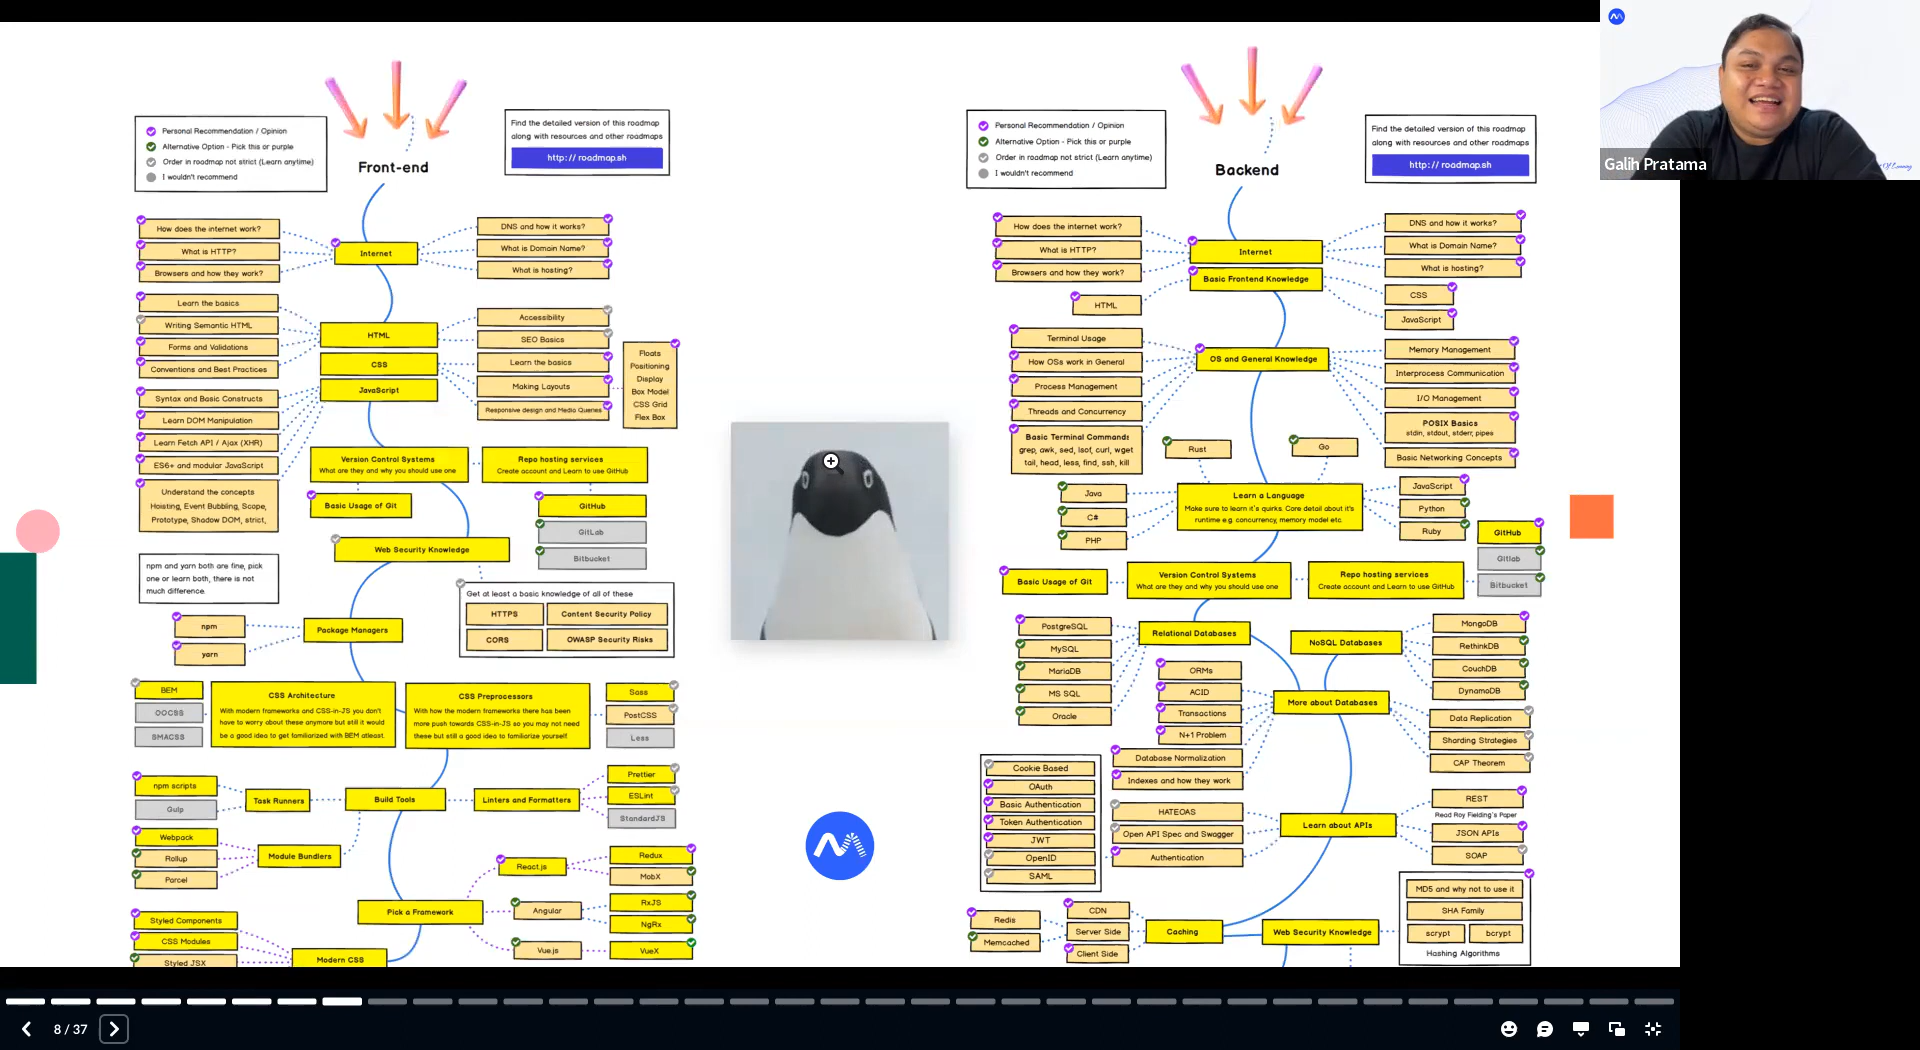 Personal Recommendation / Opinion
Alternative Option - Pick this or purple
Order in roadmap not strict (Learn anytime)
I wouldn't recommend
Front-end
Find the detailed version of this roadmap
along with resources and other roadmaps
http:// roadmap.sh
How does the internet work?
What is HTTP?
Browsers and how they work?
Internet
DNS and how it works?
What is Domain Name?
What is hosting?
Learn the basics
Writing Semantic HTML
Forms and Validations
Conventions and Best Practices
HTML
CSS
JavaScript
Accessibility
SEO Basics
Learn the basics
Making Layouts
Responsive design and Media Queries
Floats
Positioning
Display
Box Model
CSS Grid
Flex Box
Syntax and Basic Constructs
Learn DOM Manipulation
Learn Fetch API / Ajax (XHR)
ES6+ and modular JavaScript
Understand the concepts
Hoisting, Event Bubbling, Scope,
Prototype, Shadow DOM, strict,
Version Control Systems
What are they and why you should use one
Repo hosting services
Create account and Learn to use GitHub
Basic Usage of Git
GitHub
GitLab
Bitbucket
Web Security Knowledge
npm and yarn both are fine, pick
one or learn both, there is not
much difference.
Get at least a basic knowledge of all of these
HTTPS
Content Security Policy
CORS
OWASP Security Risks
npm
yarn
Package Managers
BEM
OOCSS
SMACSS
CSS Architecture
With modern frameworks and CSS-in-JS you don't
have to worry about these anymore but still it would
be a good idea to get familiarized with BEM atleast.
CSS Preprocessors
With how the modern frameworks there has been
more push towards CSS-in-JS so you may not need
these but still a good idea to familiarize yourself.
Sass
PostCSS
Less
npm scripts
Gulp
Task Runners
Build Tools
Linters and Formatters
Prettier
ESLint
StandardJS
Webpack
Rollup
Parcel
Module Bundlers
React.js
Redux
MobX
Pick a Framework
Angular
RxJS
NgRx
Vue.js
VueX
Styled Components
CSS Modules
Styled JSX
Modern CSS
Personal Recommendation / Opinion
Alternative Option - Pick this or purple
Order in roadmap not strict (Learn anytime)
I wouldn't recommend
Backend
Find the detailed version of this roadmap
along with resources and other roadmaps
http:// roadmap.sh
How does the internet work?
What is HTTP?
Browsers and how they work?
Internet
Basic Frontend Knowledge
HTML
DNS and how it works?
What is Domain Name?
What is hosting?
CSS
JavaScript
Terminal Usage
How OSs work in General
Process Management
Threads and Concurrency
Basic Terminal Commands
grep, awk, sed, lsof, curl, wget
tail, head, less, find, ssh, kill
OS and General Knowledge
Memory Management
Interprocess Communication
I/O Management
POSIX Basics
stdin, stdout, stderr, pipes
Basic Networking Concepts
Rust
Go
Java
C#
PHP
Learn a Language
Make sure to learn it's quirks. Core detail about it's
runtime e.g. concurrency, memory model etc.
JavaScript
Python
Ruby
GitHub
Gitlab
Bitbucket
Basic Usage of Git
Version Control Systems
What are they and why you should use one
Repo hosting services
Create account and Learn to use GitHub
PostgreSQL
MySQL
MariaDB
MS SQL
Oracle
Relational Databases
NoSQL Databases
MongoDB
RethinkDB
CouchDB
DynamoDB
ORMs
ACID
Transactions
N+1 Problem
Database Normalization
Indexes and how they work
More about Databases
Data Replication
Sharding Strategies
CAP Theorem
Cookie Based
OAuth
Basic Authentication
Token Authentication
JWT
OpenID
SAML
HATEOAS
Open API Spec and Swagger
Authentication
Learn about APIs
REST
Read Roy Fielding's Paper
JSON APIs
SOAP
Redis
Memcached
CDN
Server Side
Client Side
Caching
Web Security Knowledge
MD5 and why not to use it
SHA Family
scrypt
bcrypt
Hashing Algorithms
Galih Pratama
8 / 37